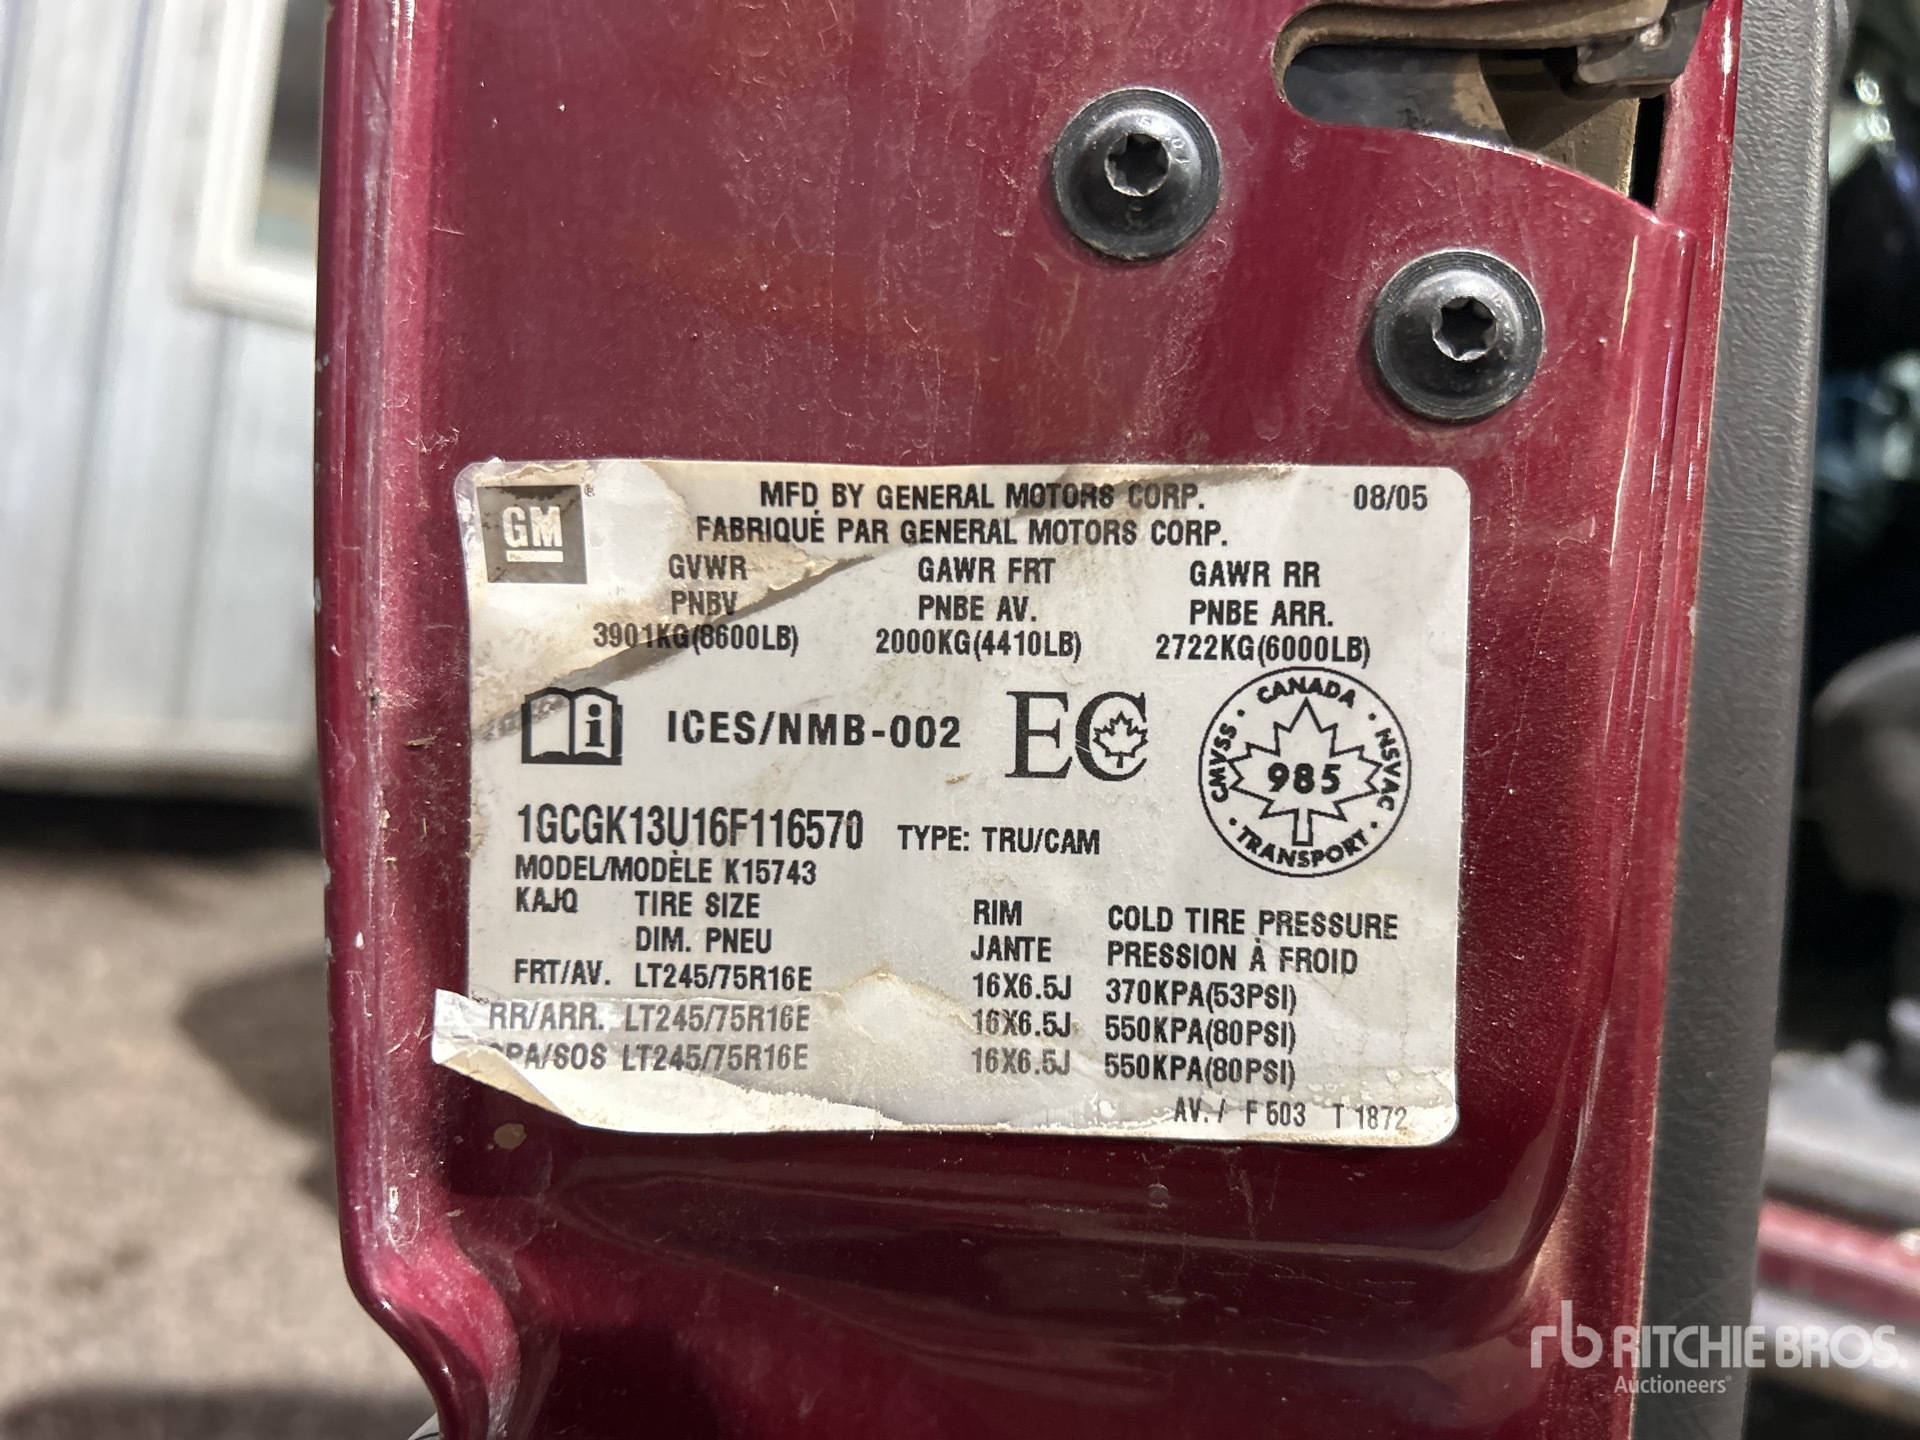 GM®
MFD BY GENERAL MOTORS CORP. 08/05
FABRIQUÉ PAR GENERAL MOTORS CORP.
GVWR GAWR FRT GAWR RR
PNBV PNBE AV. PNBE ARR.
3901KG(8600LB) 2000KG(4410LB) 2722KG(6000LB)
i ICES/NMB-002 EC
CANADA · NSVAC · TRANSPORT · CMVSS ·
985
1GCGK13U16F116570 TYPE: TRU/CAM
MODEL/MODÈLE K15743
KAJQ TIRE SIZE RIM COLD TIRE PRESSURE
DIM. PNEU JANTE PRESSION À FROID
FRT/AV. LT245/75R16E 16X6.5J 370KPA(53PSI)
RR/ARR. LT245/75R16E 16X6.5J 550KPA(80PSI)
SPA/SOS LT245/75R16E 16X6.5J 550KPA(80PSI)
AV./ F 503 T 1872
rb RITCHIE BROS.
Auctioneers